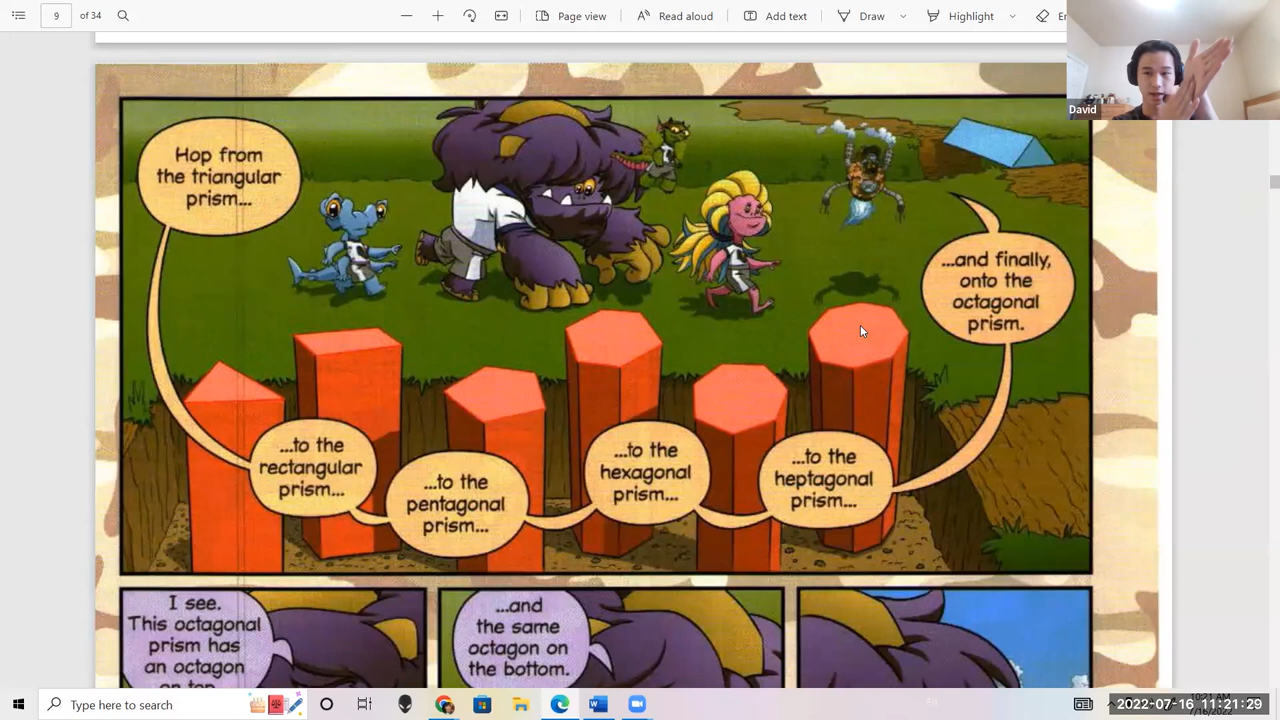 9 of 34
Page view
Read aloud
Add text
Draw
Highlight
David
Hop from
the triangular
prism...
...to the
rectangular
prism...
...to the
pentagonal
prism...
...to the
hexagonal
prism...
...to the
heptagonal
prism...
...and finally,
onto the
octagonal
prism.
I see.
This octagonal
prism has
an octagon
on top
...and
the same
octagon on
the bottom.
Type here to search
2022-07-16 11:21:29